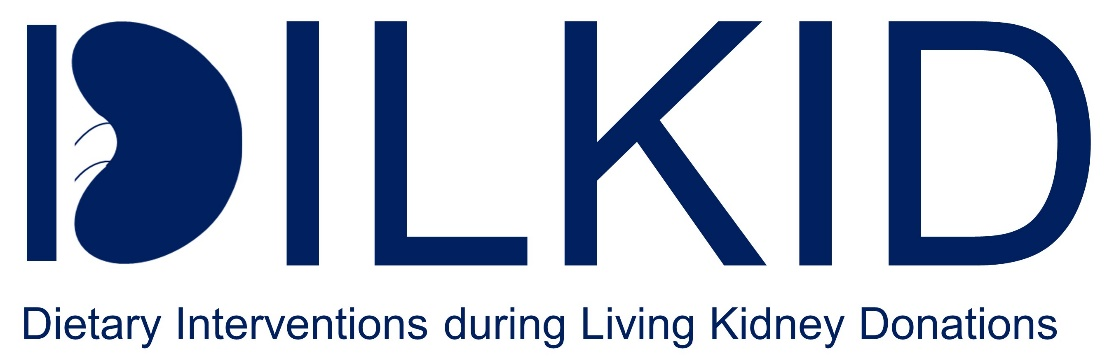 DILKID
Dietary Interventions during Living Kidney Donations